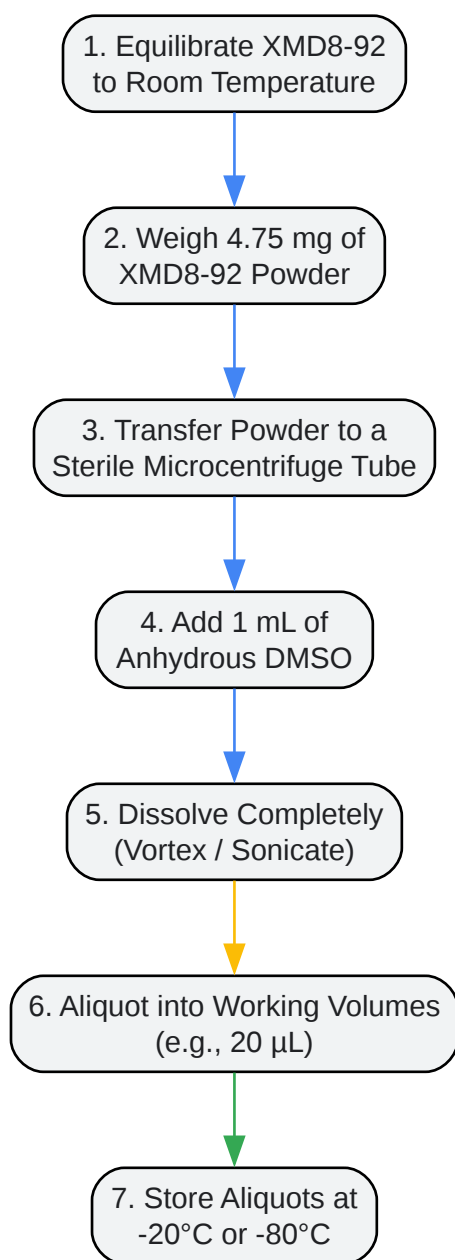 1. Equilibrate XMD8-92
to Room Temperature
2. Weigh 4.75 mg of
XMD8-92 Powder
3. Transfer Powder to a
Sterile Microcentrifuge Tube
4. Add 1 mL of
Anhydrous DMSO
5. Dissolve Completely
(Vortex / Sonicate)
6. Aliquot into Working Volumes
(e.g., 20 µL)
7. Store Aliquots at
-20°C or -80°C